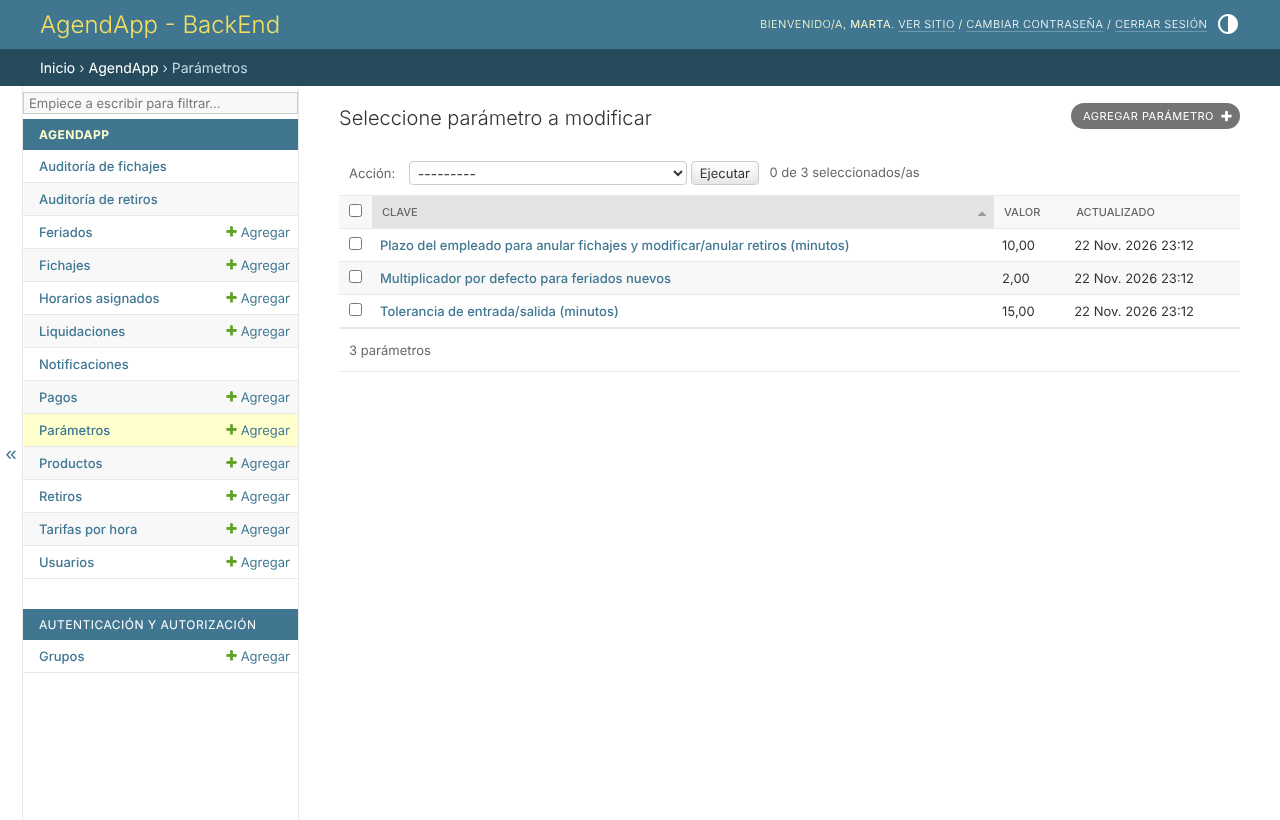 AgendApp - BackEnd
BIENVENIDO/A, MARTA. VER SITIO / CAMBIAR CONTRASEÑA / CERRAR SESIÓN
Inicio › AgendApp › Parámetros
Empiece a escribir para filtrar...
AGENDAPP
Auditoría de fichajes
Auditoría de retiros
Feriados Agregar
Fichajes Agregar
Horarios asignados Agregar
Liquidaciones Agregar
Notificaciones
Pagos Agregar
Parámetros Agregar
Productos Agregar
Retiros Agregar
Tarifas por hora Agregar
Usuarios Agregar
AUTENTICACIÓN Y AUTORIZACIÓN
Grupos Agregar
«
Seleccione parámetro a modificar
AGREGAR PARÁMETRO
Acción: --------- Ejecutar 0 de 3 seleccionados/as
CLAVE VALOR ACTUALIZADO
Plazo del empleado para anular fichajes y modificar/anular retiros (minutos) 10,00 22 Nov. 2026 23:12
Multiplicador por defecto para feriados nuevos 2,00 22 Nov. 2026 23:12
Tolerancia de entrada/salida (minutos) 15,00 22 Nov. 2026 23:12
3 parámetros